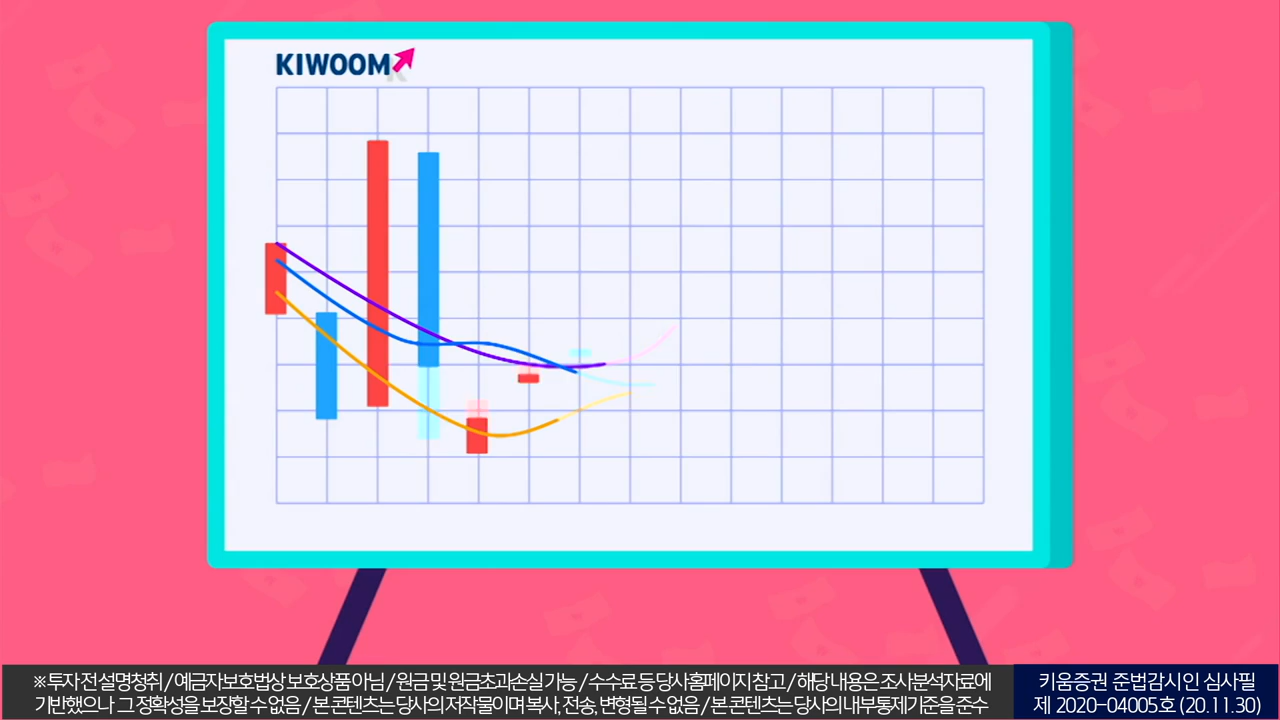 KIWOOM
※ 투자 전 설명청취 / 예금자보호법상 보호상품 아님 / 원금 및 원금초과손실 가능 / 수수료 등 당사홈페이지 참고 / 해당 내용은 조사분석자료에
기반했으나 그 정확성을 보장할 수 없음 / 본 콘텐츠는 당사의 저작물이며 복사, 전송, 변형될 수 없음 / 본 콘텐츠는 당사의 내부통제기준을 준수
키움증권 준법감시인 심사필
제 2020-04005호 (20.11.30)